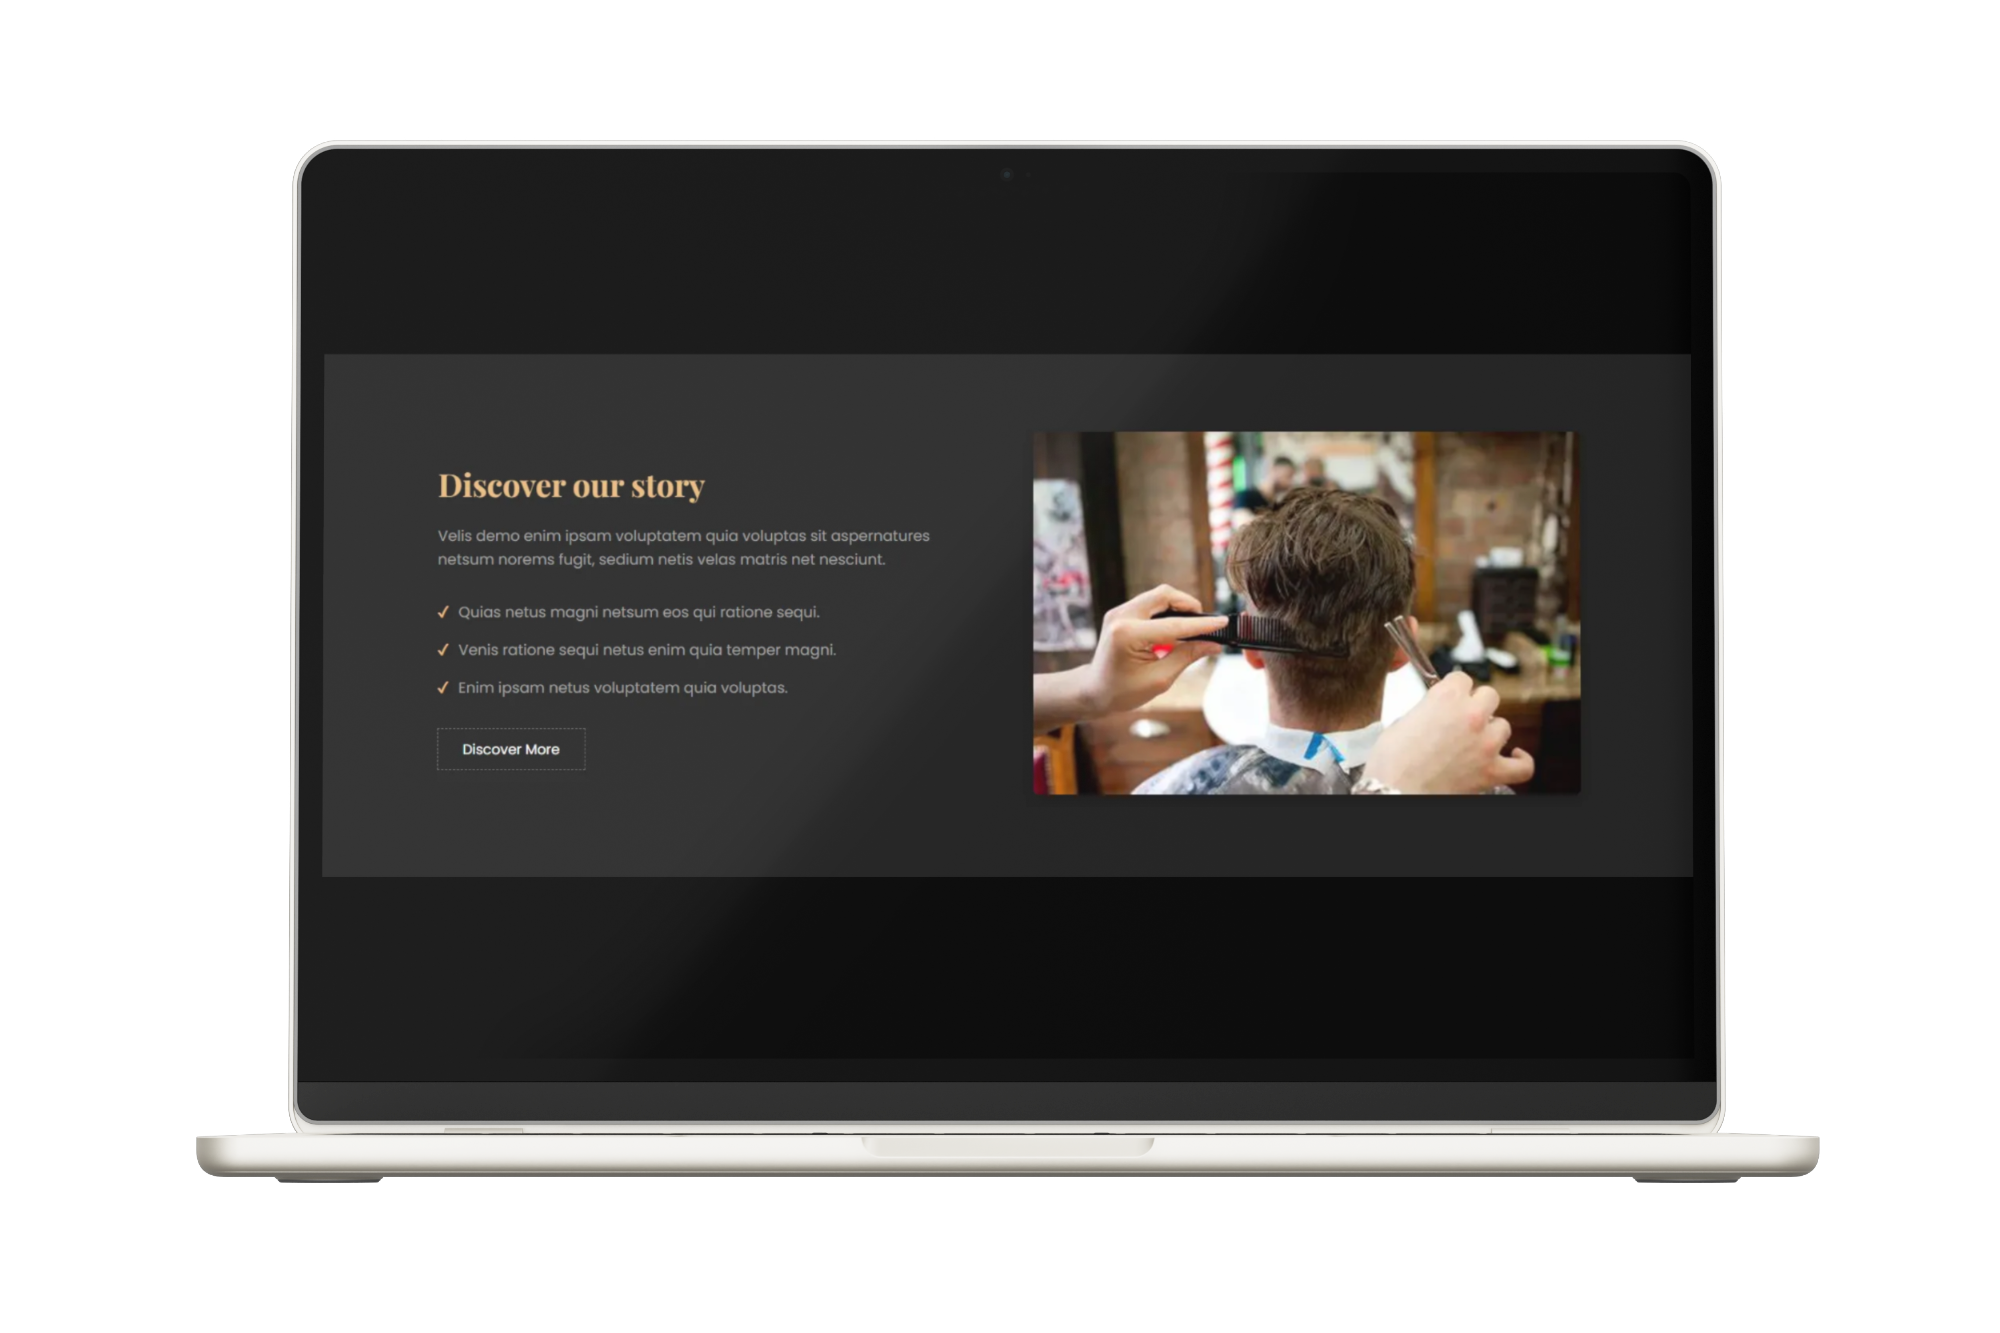 Discover our story
Velis demo enim ipsam voluptatem quia voluptas sit aspernatures
netsum norems fugit, sedium netis velas matris net nesciunt.
✓ Quias netus magni netsum eos qui ratione sequi.
✓ Venis ratione sequi netus enim quia temper magni.
✓ Enim ipsam netus voluptatem quia voluptas.
Discover More